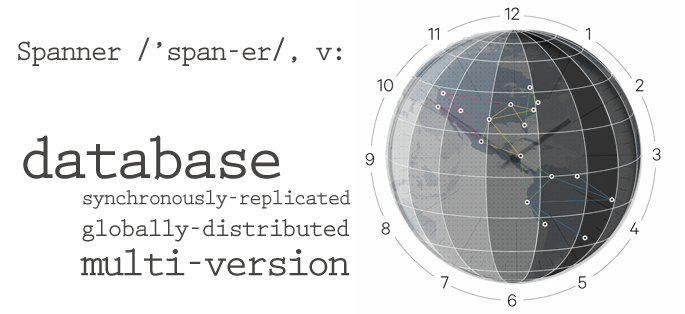 Spanner /’span-er/, v:
database
synchronously-replicated
globally-distributed
multi-version
12
1
2
3
4
5
6
7
8
9
10
11